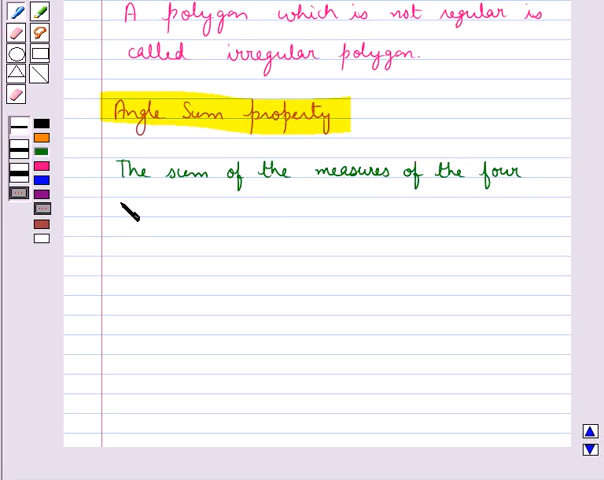 A polygon which is not regular is
called irregular polygon.
Angle Sum property
The sum of the measures of the four